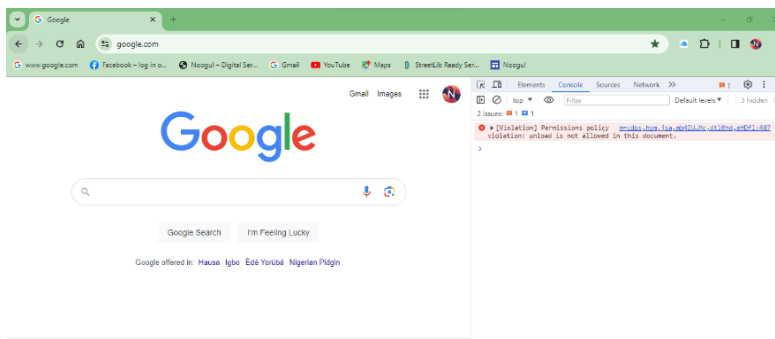 Google
google.com
www.google.com Facebook – log in o... Noogul – Digital Ser... Gmail YouTube Maps StreetLib Ready Ser... Noogul
Elements Console Sources Network
1
top Filter Default levels 3 hidden
2 Issues: 1 1
[Violation] Permissions policy
violation: unload is not allowed in this document.
Gmail Images
N
Google
Google Search I'm Feeling Lucky
Google offered in: Hausa Igbo Èdè Yorùbá Nigerian Pidgin